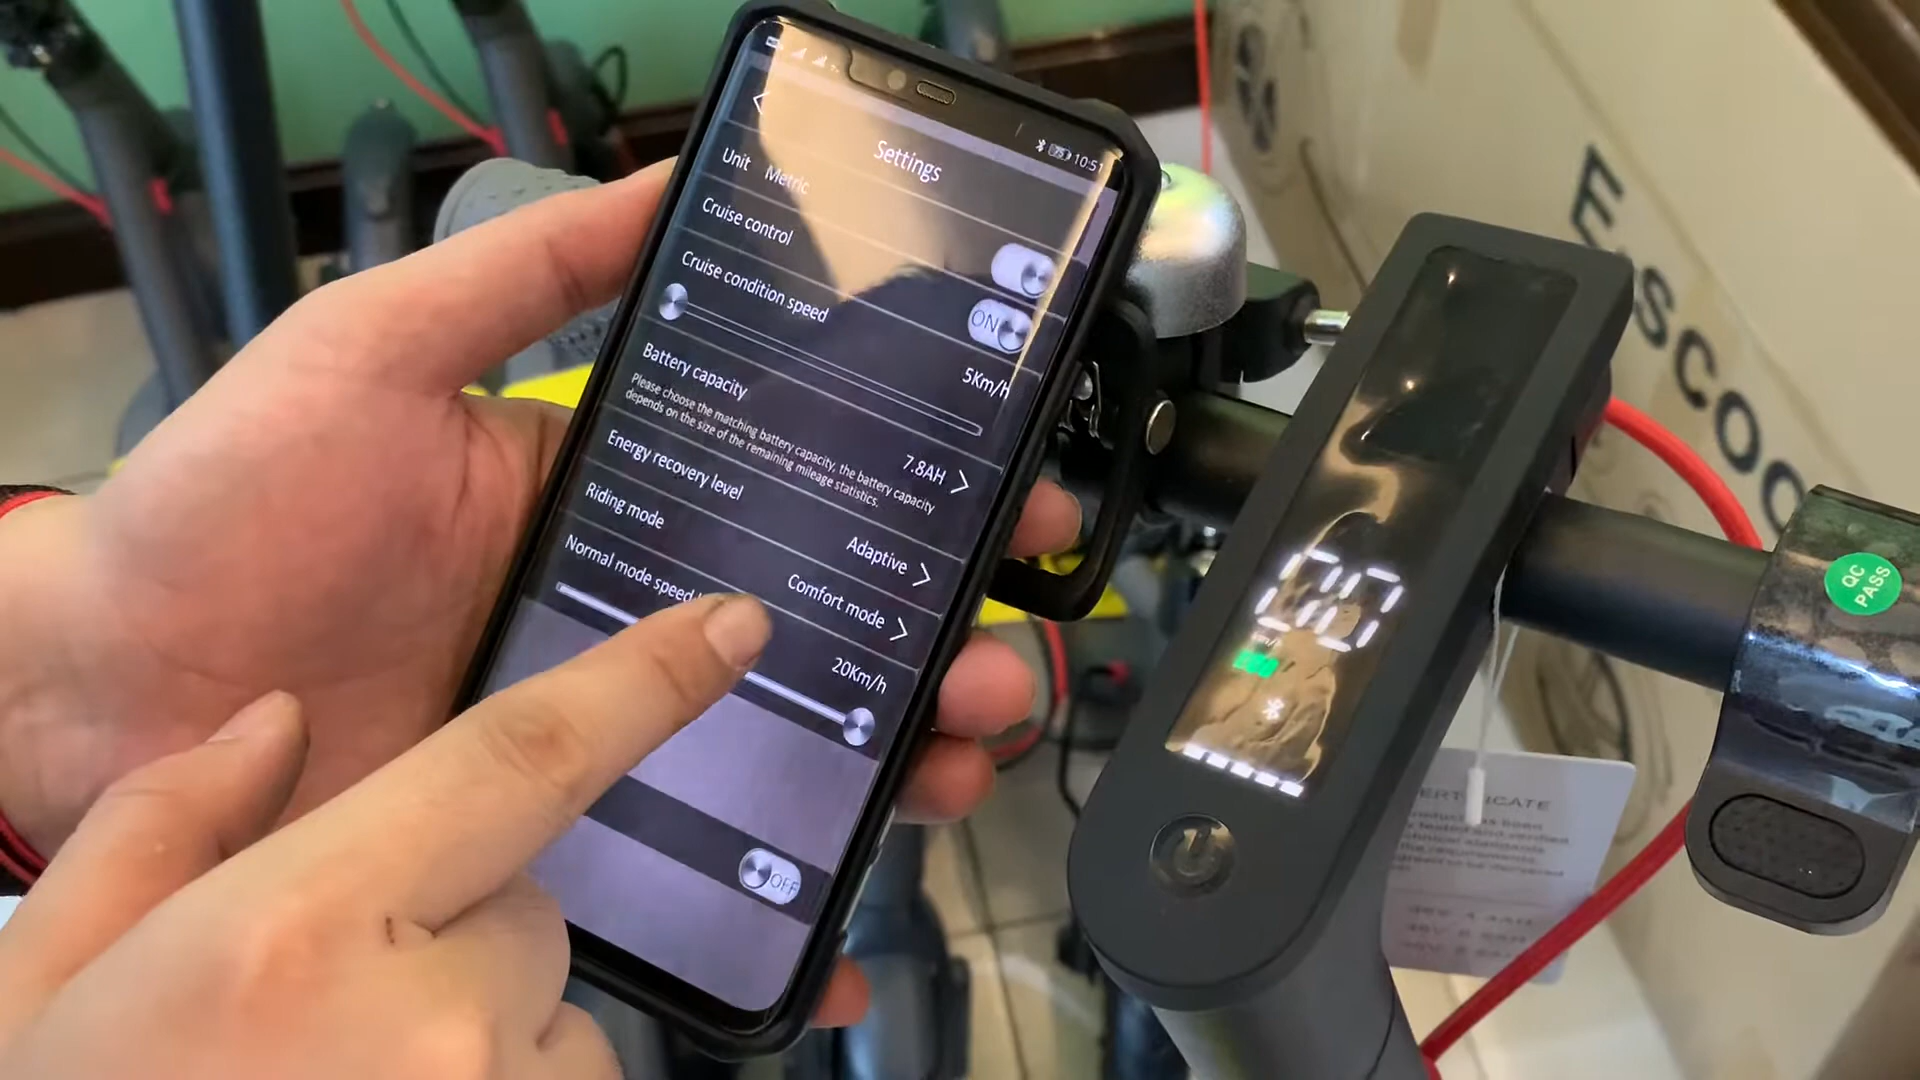 10:51
Settings
Unit Metric
Cruise control
Cruise condition speed
ON
5Km/h
Battery capacity
Please choose the matching battery capacity, the battery capacity
depends on the size of the remaining mileage statistics.
7.8AH
Energy recovery level
Adaptive
Riding mode
Comfort mode
Normal mode speed
20Km/h
OFF
00
km/h
ESCOO
QC
PASS